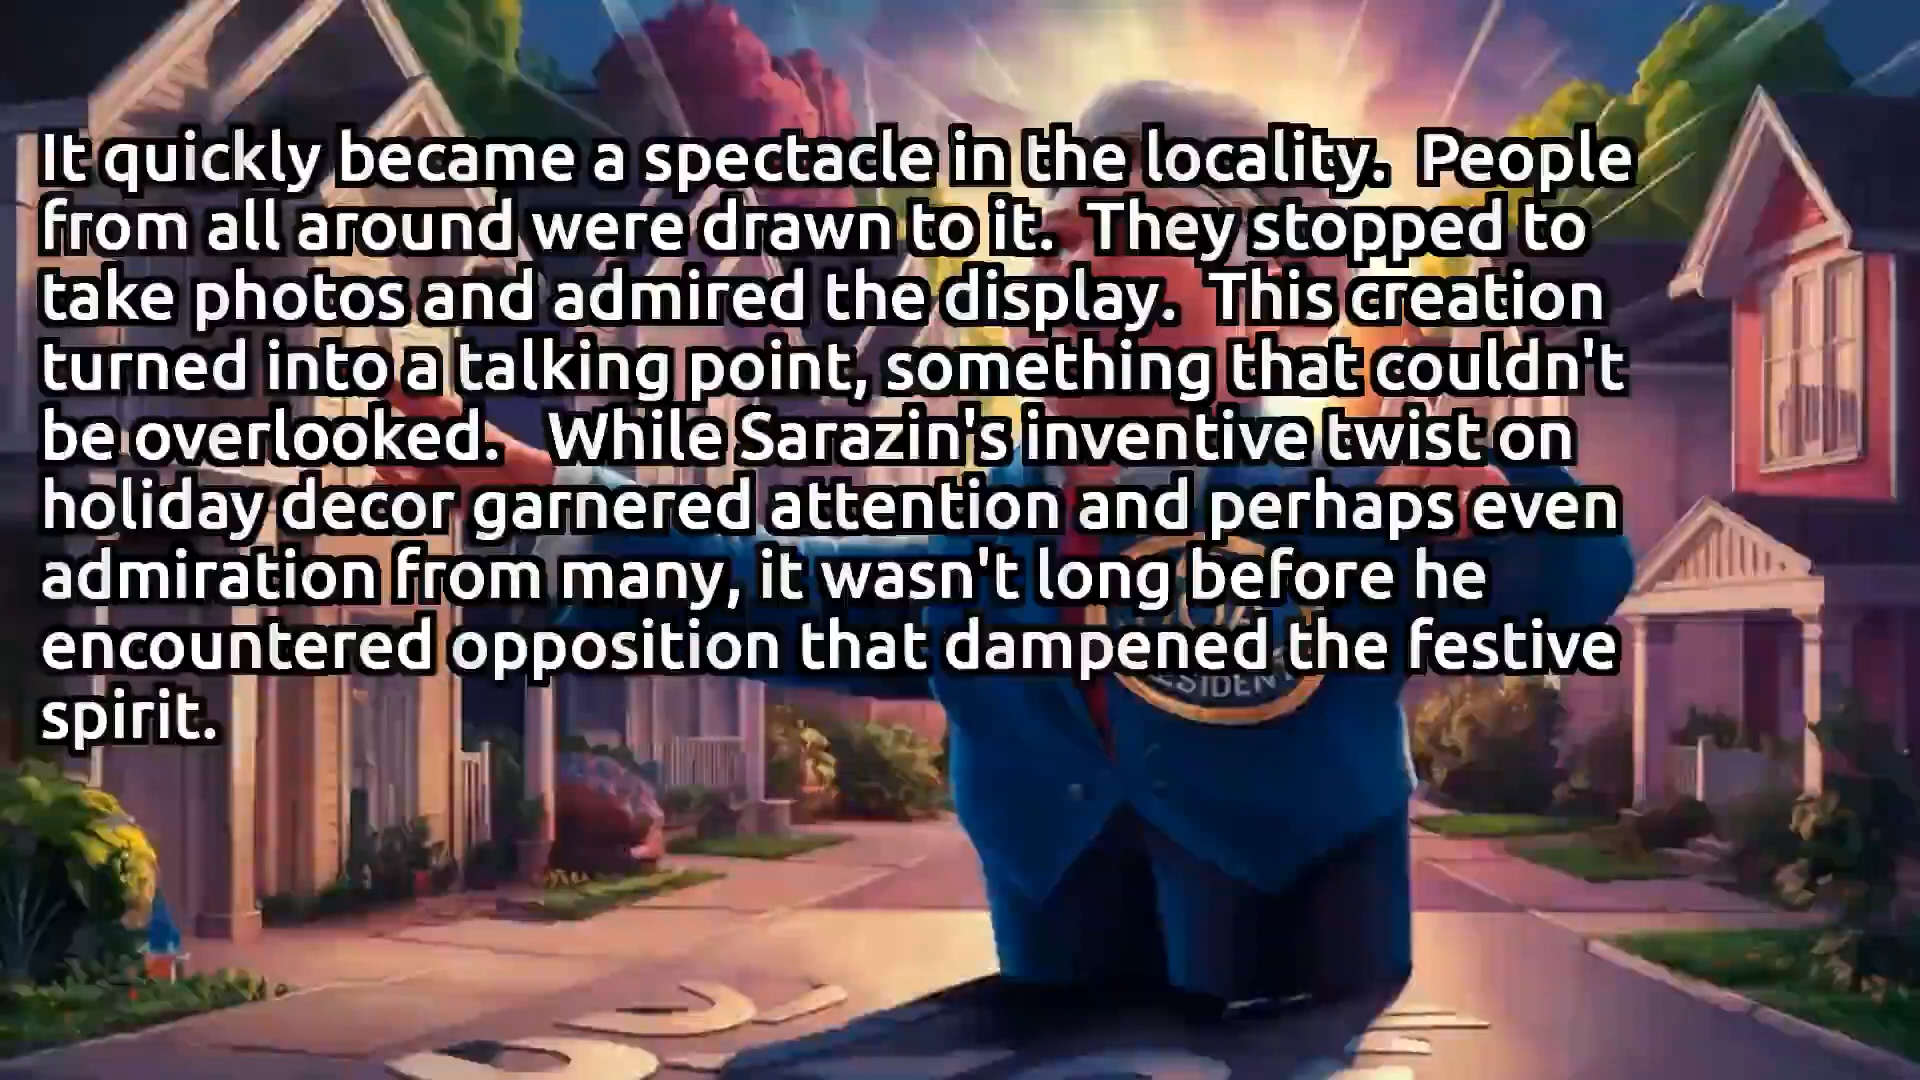 It quickly became a spectacle in the locality.  People
from all around were drawn to it.  They stopped to
take photos and admired the display.  This creation
turned into a talking point, something that couldn't
be overlooked.   While Sarazin's inventive twist on
holiday decor garnered attention and perhaps even
admiration from many, it wasn't long before he
encountered opposition that dampened the festive
spirit.